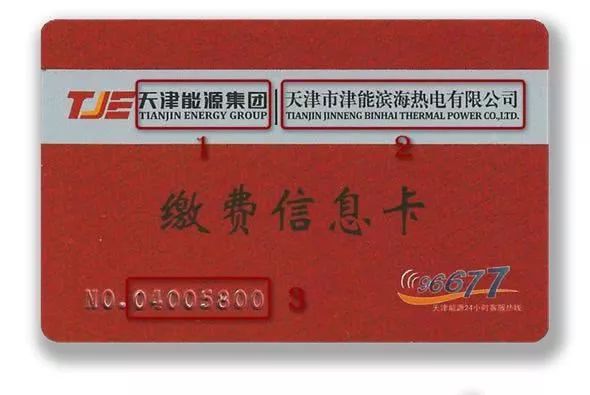 TJE 天津能源集团 天津市津能滨海热电有限公司
TIANJIN ENERGY GROUP TIANJIN JINNENG BINHAI THERMAL POWER CO.,LTD.
1 2
缴费信息卡
NO.04005800 3
96677
天津能源24小时客服热线